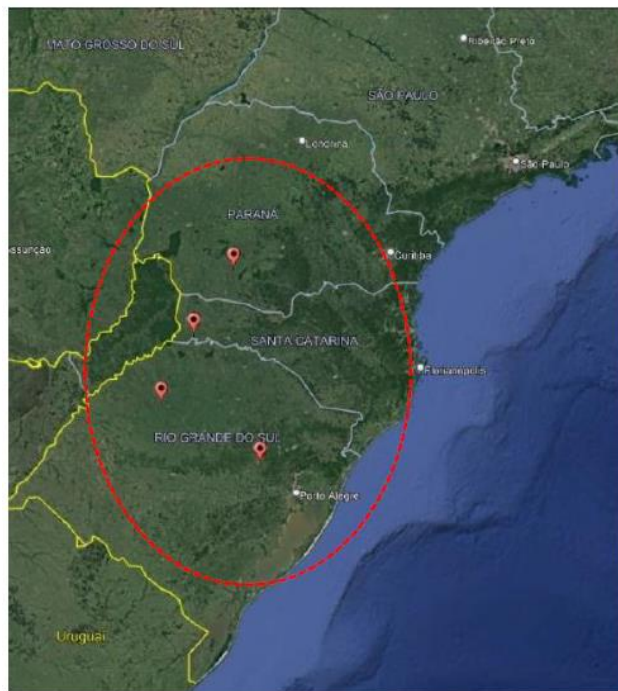 Ribeirão Preto
MATO GROSSO DO SUL
SÃO PAULO
Londrina
São Paulo
PARANÁ
Assunção
Curitiba
SANTA CATARINA
Florianópolis
RIO GRANDE DO SUL
Porto Alegre
Uruguai